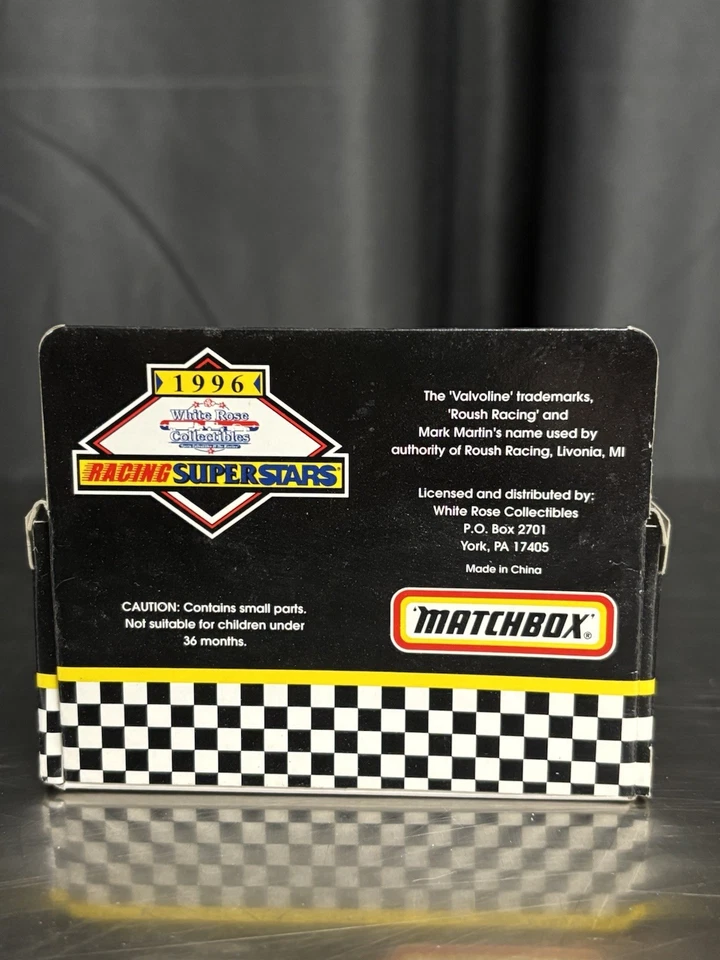 1996
White Rose
Collectibles
RACING SUPERSTARS
The 'Valvoline' trademarks,
'Roush Racing' and
Mark Martin's name used by
authority of Roush Racing, Livonia, MI
Licensed and distributed by:
White Rose Collectibles
P.O. Box 2701
York, PA 17405
Made in China
CAUTION: Contains small parts.
Not suitable for children under
36 months.
"MATCHBOX"®